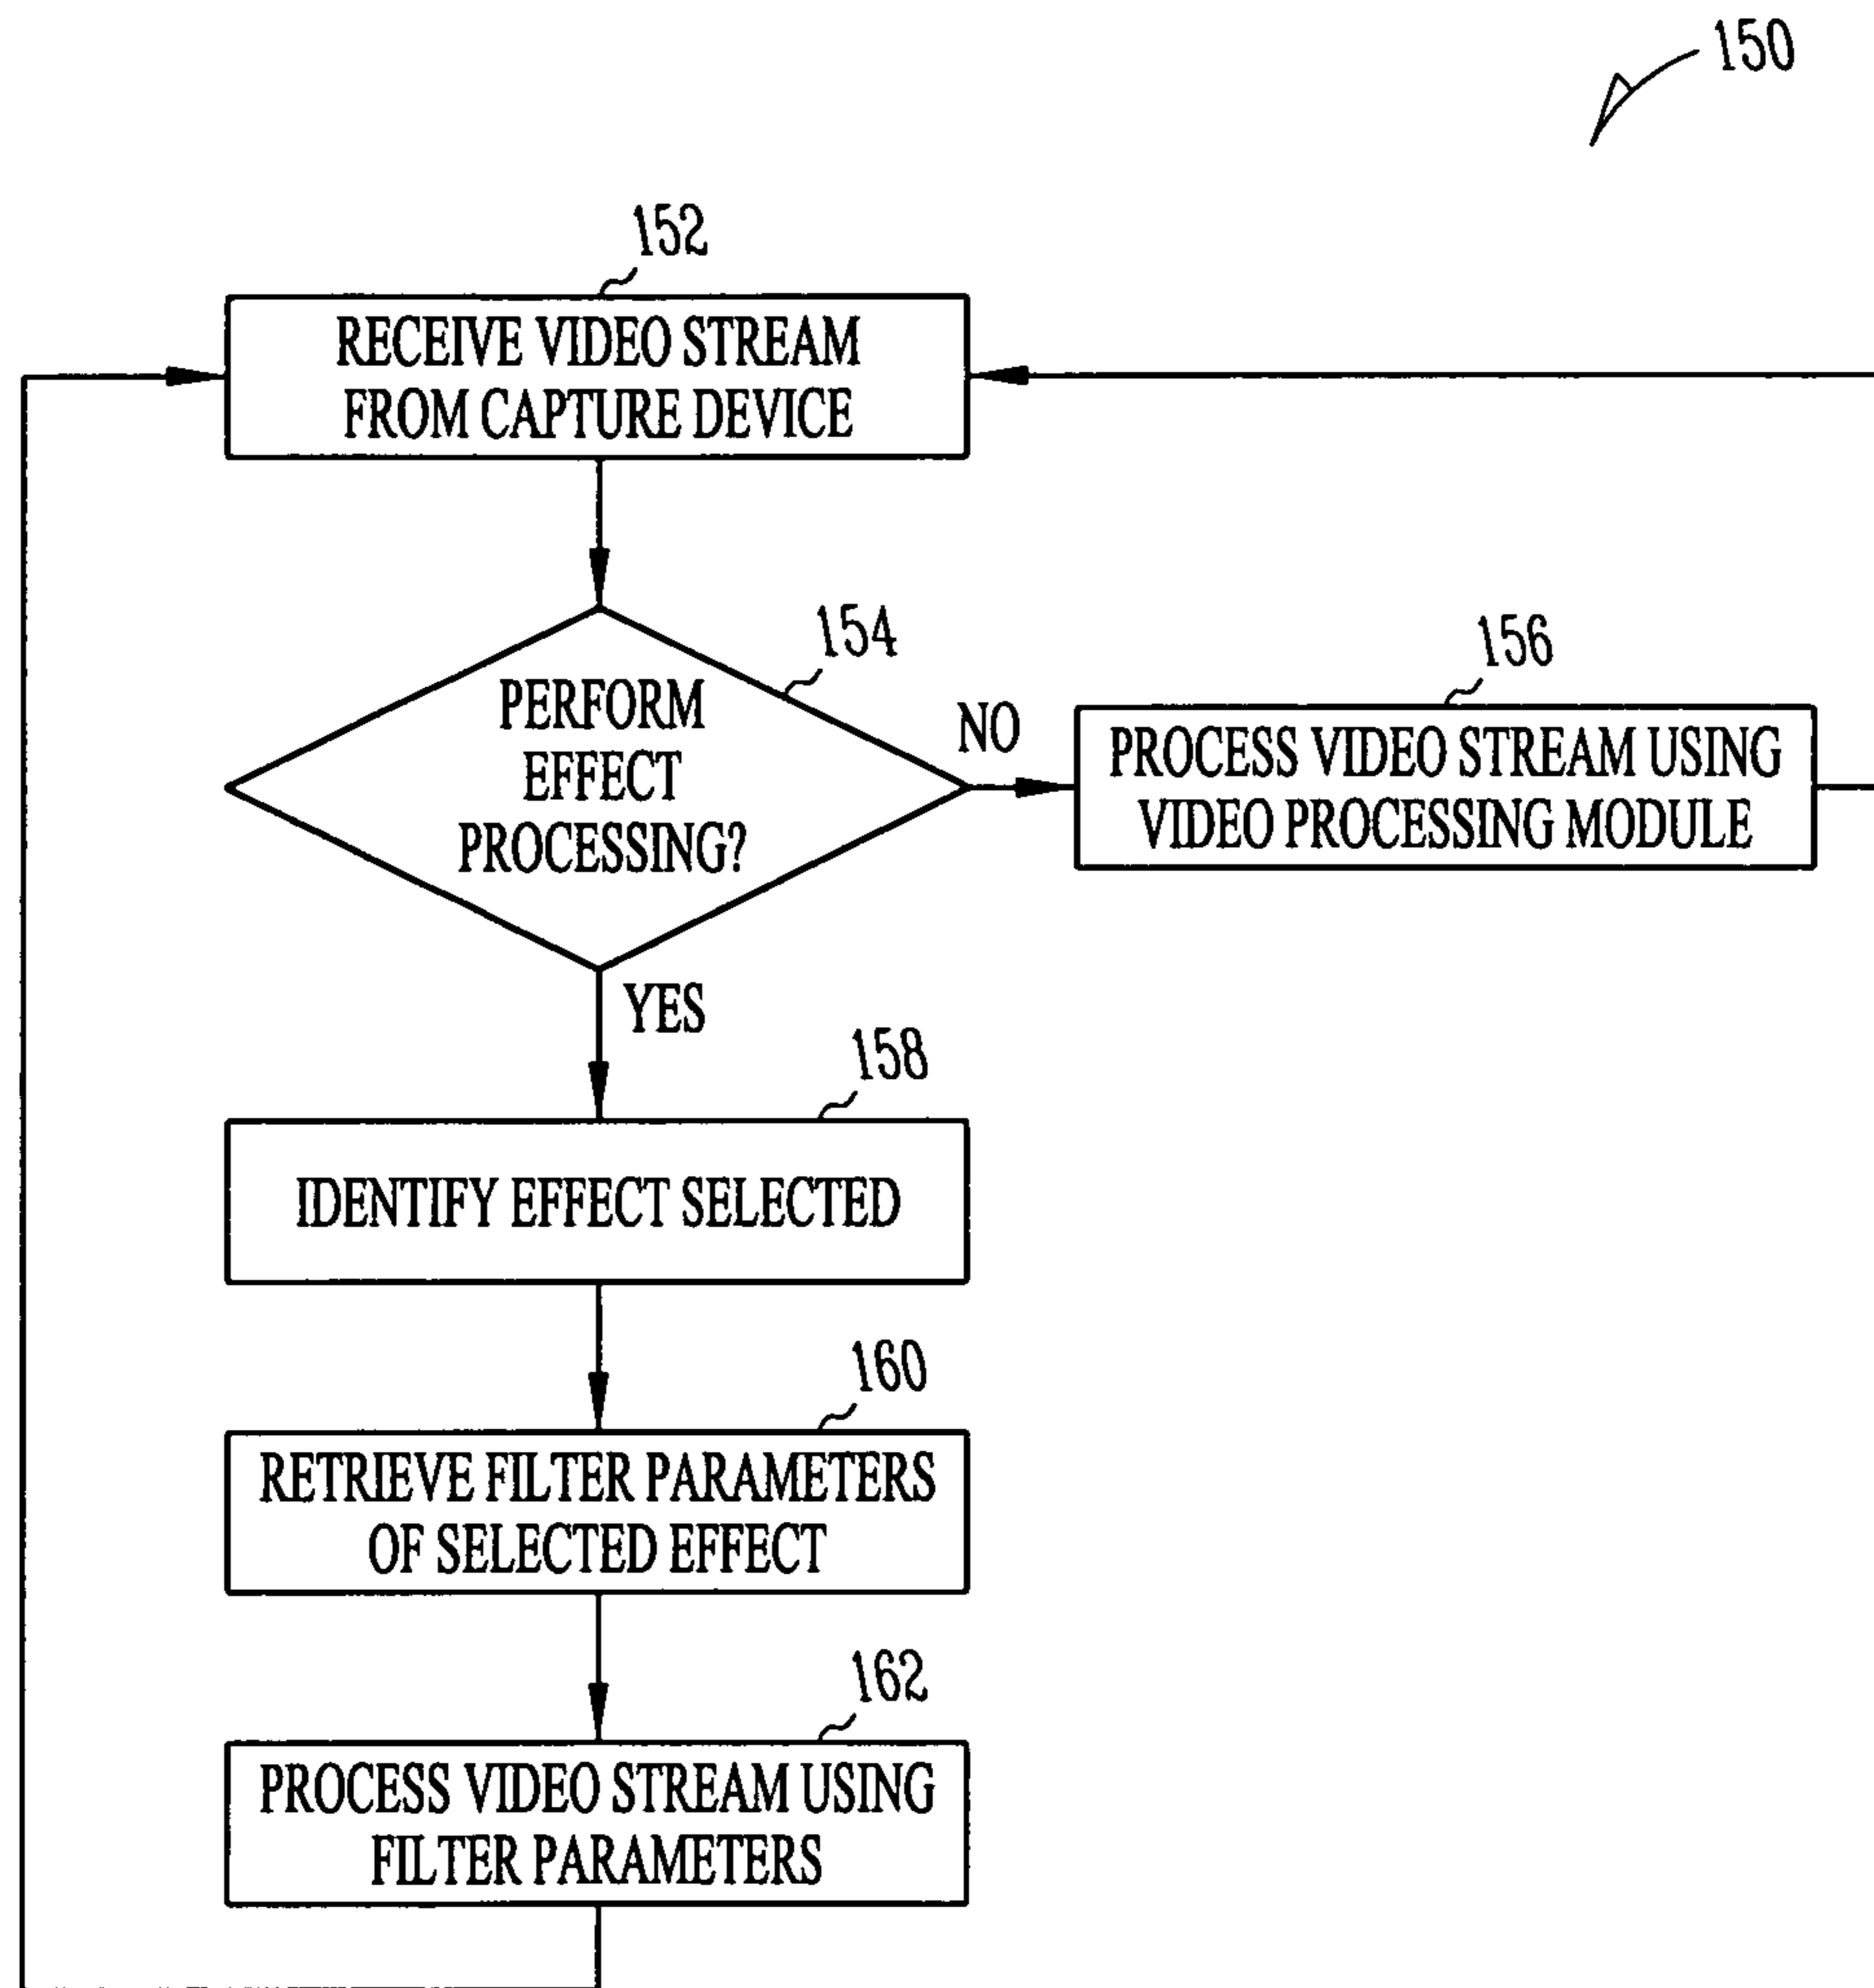 150
152
RECEIVE VIDEO STREAM
FROM CAPTURE DEVICE
154
PERFORM
EFFECT
PROCESSING?
NO
156
PROCESS VIDEO STREAM USING
VIDEO PROCESSING MODULE
YES
158
IDENTIFY EFFECT SELECTED
160
RETRIEVE FILTER PARAMETERS
OF SELECTED EFFECT
162
PROCESS VIDEO STREAM USING
FILTER PARAMETERS